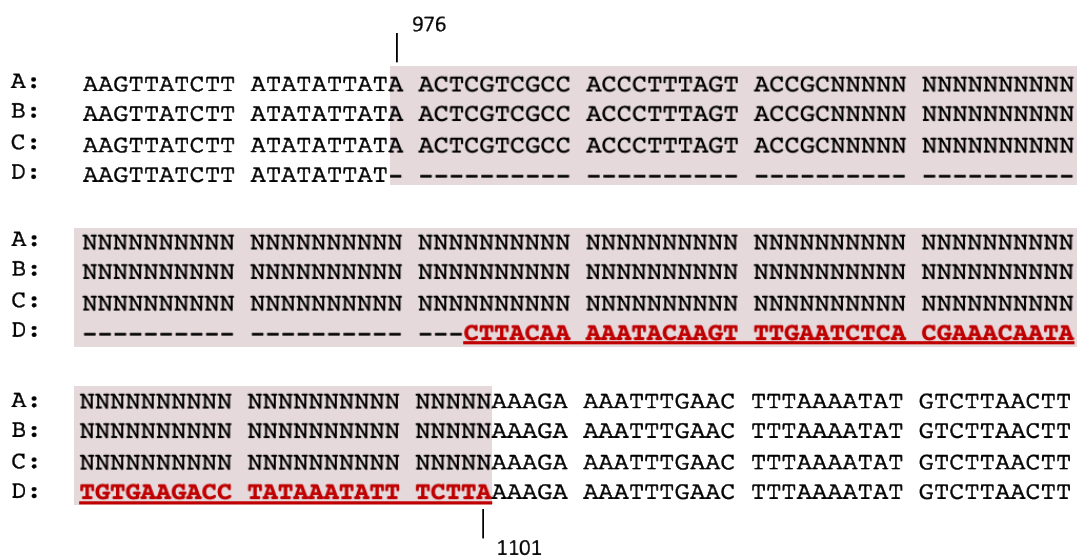 976
A: AAGTTATCTT ATATATTATA ACTCGTCGCC ACCCTTTAGT ACCGCNNNNN NNNNNNNNNN
B: AAGTTATCTT ATATATTATA ACTCGTCGCC ACCCTTTAGT ACCGCNNNNN NNNNNNNNNN
C: AAGTTATCTT ATATATTATA ACTCGTCGCC ACCCTTTAGT ACCGCNNNNN NNNNNNNNNN
D: AAGTTATCTT ATATATTAT- ---------- ---------- ---------- ----------
A: NNNNNNNNNN NNNNNNNNNN NNNNNNNNNN NNNNNNNNNN NNNNNNNNNN NNNNNNNNNN
B: NNNNNNNNNN NNNNNNNNNN NNNNNNNNNN NNNNNNNNNN NNNNNNNNNN NNNNNNNNNN
C: NNNNNNNNNN NNNNNNNNNN NNNNNNNNNN NNNNNNNNNN NNNNNNNNNN NNNNNNNNNN
D: ---------- ---------- ---CTTACAA AAATACAAGT TTGAATCTCA CGAAACAATA
A: NNNNNNNNNN NNNNNNNNNN NNNNNAAAGA AAATTTGAAC TTTAAAATAT GTCTTAACTT
B: NNNNNNNNNN NNNNNNNNNN NNNNNAAAGA AAATTTGAAC TTTAAAATAT GTCTTAACTT
C: NNNNNNNNNN NNNNNNNNNN NNNNNAAAGA AAATTTGAAC TTTAAAATAT GTCTTAACTT
D: TGTGAAGACC TATAAATATT TCTTAAAAGA AAATTTGAAC TTTAAAATAT GTCTTAACTT
1101